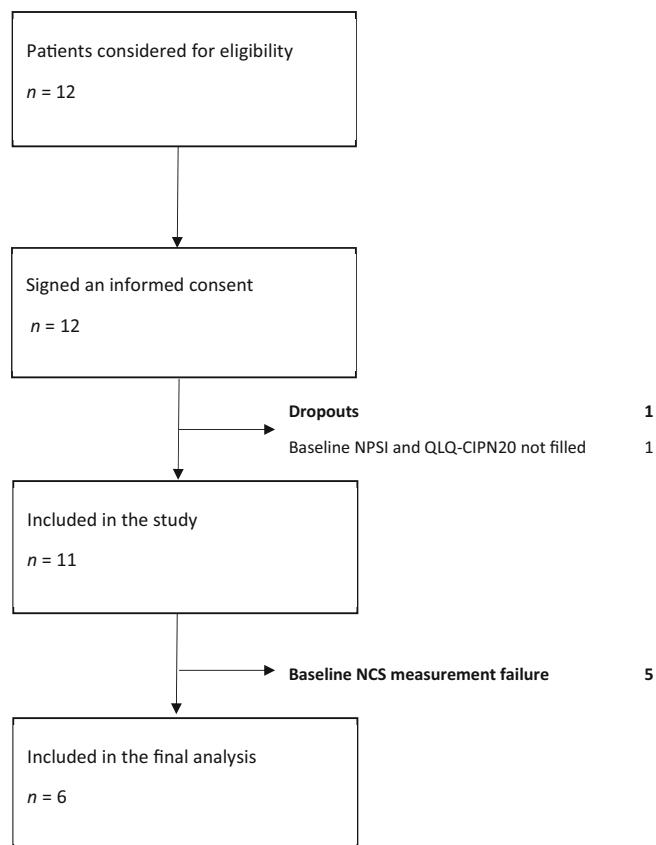 Patients considered for eligibility
n = 12
Signed an informed consent
n = 12
Dropouts 1
Baseline NPSI and QLQ-CIPN20 not filled 1
Included in the study
n = 11
Baseline NCS measurement failure 5
Included in the final analysis
n = 6